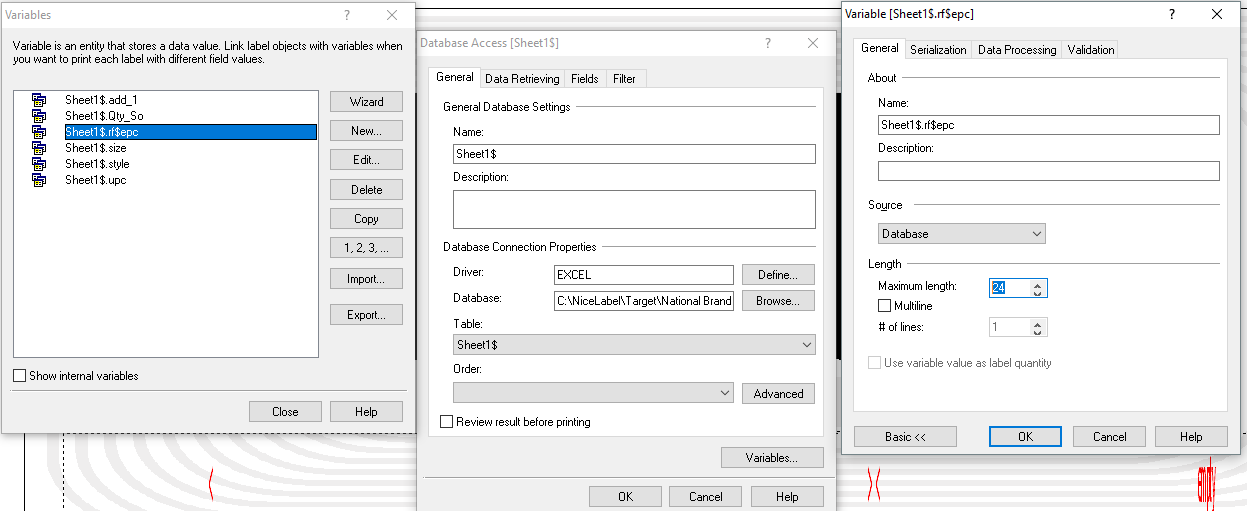 Variables
?
Variable is an entity that stores a data value. Link label objects with variables when
you want to print each label with different field values.
Sheet1$.add_1
Sheet1$.Qty_So
Sheet1$.rf$epc
Sheet1$.size
Sheet1$.style
Sheet1$.upc
Wizard
New...
Edit...
Delete
Copy
1, 2, 3, ...
Import...
Export...
Show internal variables
Close
Help
Database Access [Sheet1$]
?
General
Data Retrieving
Fields
Filter
General Database Settings
Name:
Sheet1$
Description:
Database Connection Properties
Driver:
EXCEL
Define...
Database:
C:\NiceLabel\Target\National Brand
Browse...
Table:
Sheet1$
Order:
Advanced
Review result before printing
Variables...
OK
Cancel
Help
Variable [Sheet1$.rf$epc]
?
General
Serialization
Data Processing
Validation
About
Name:
Sheet1$.rf$epc
Description:
Source
Database
Length
Maximum length:
24
Multiline
# of lines:
1
Use variable value as label quantity
Basic <<
OK
Cancel
Help
empty